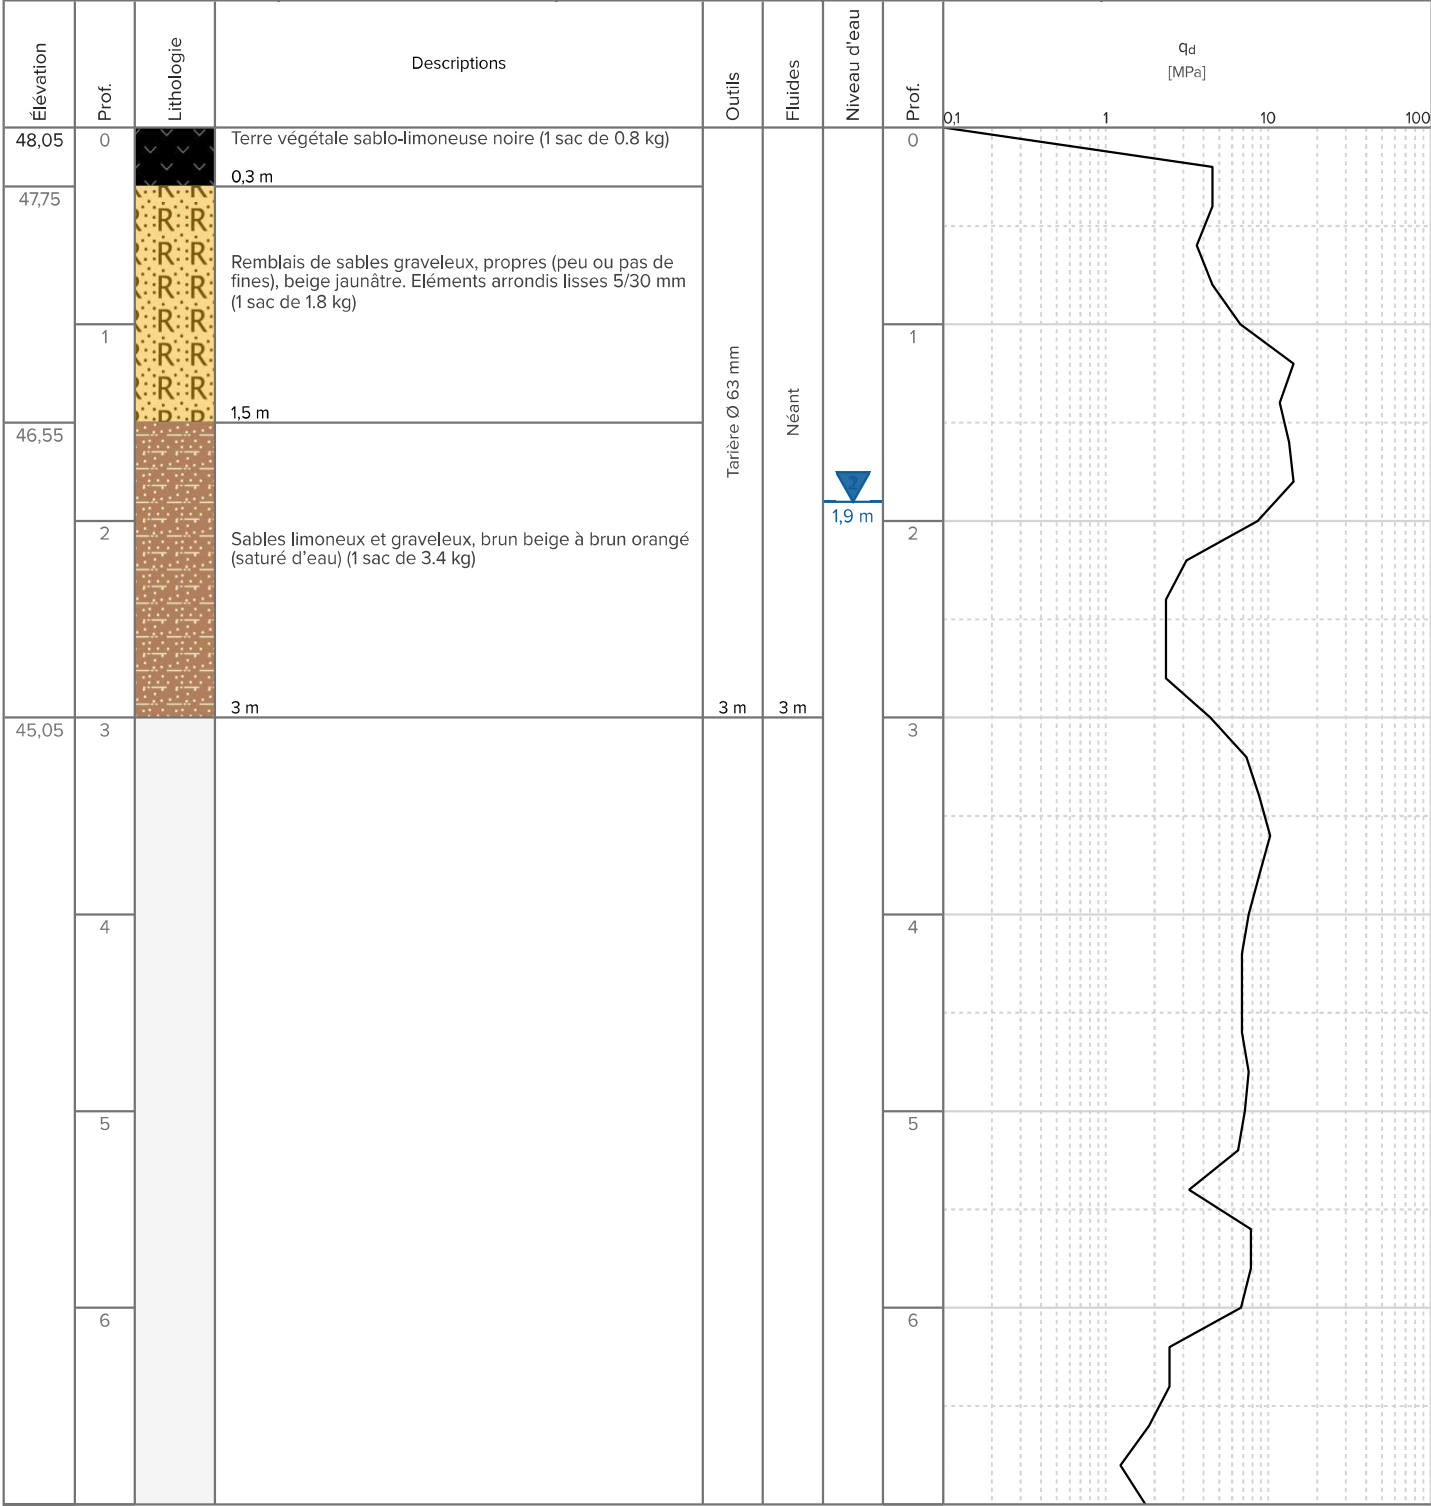 Élévation
Prof.
Lithologie
Descriptions
Outils
Fluides
Niveau d'eau
Prof.
qd
[MPa]
0,1 1 10 100
48,05
0
Terre végétale sablo-limoneuse noire (1 sac de 0.8 kg)
0,3 m
47,75
R R
R R
R R
R R
R R
R R
R R
R R
Remblais de sables graveleux, propres (peu ou pas de
fines), beige jaunâtre. Eléments arrondis lisses 5/30 mm
(1 sac de 1.8 kg)
1
1,5 m
46,55
2
Sables limoneux et graveleux, brun beige à brun orangé
(saturé d'eau) (1 sac de 3.4 kg)
3 m
45,05
3
4
5
6
Tarière Ø 63 mm
3 m
Néant
3 m
2
1,9 m
0
1
2
3
4
5
6